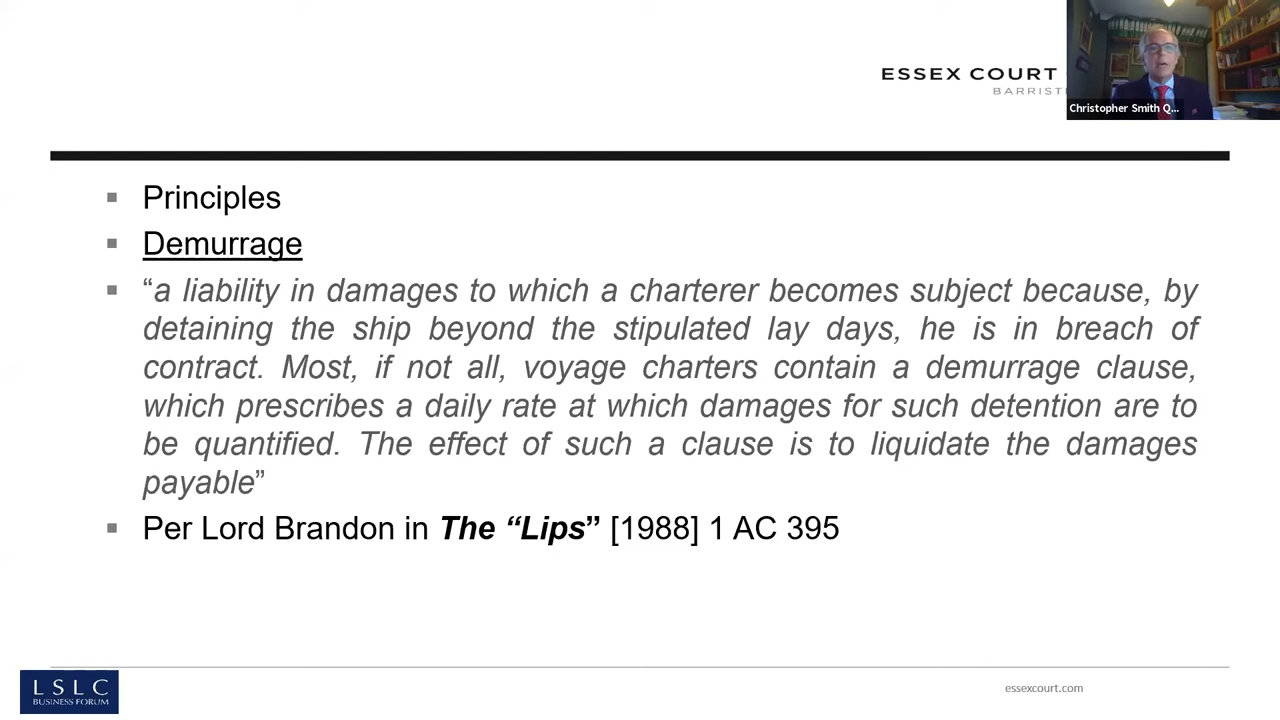 ESSEX COURT
BARRIST
Christopher Smith Q...
▪ Principles
▪ Demurrage
▪ “a liability in damages to which a charterer becomes subject because, by
detaining the ship beyond the stipulated lay days, he is in breach of
contract. Most, if not all, voyage charters contain a demurrage clause,
which prescribes a daily rate at which damages for such detention are to
be quantified. The effect of such a clause is to liquidate the damages
payable”
▪ Per Lord Brandon in The “Lips” [1988] 1 AC 395
LSLC
BUSINESS FORUM
essexcourt.com